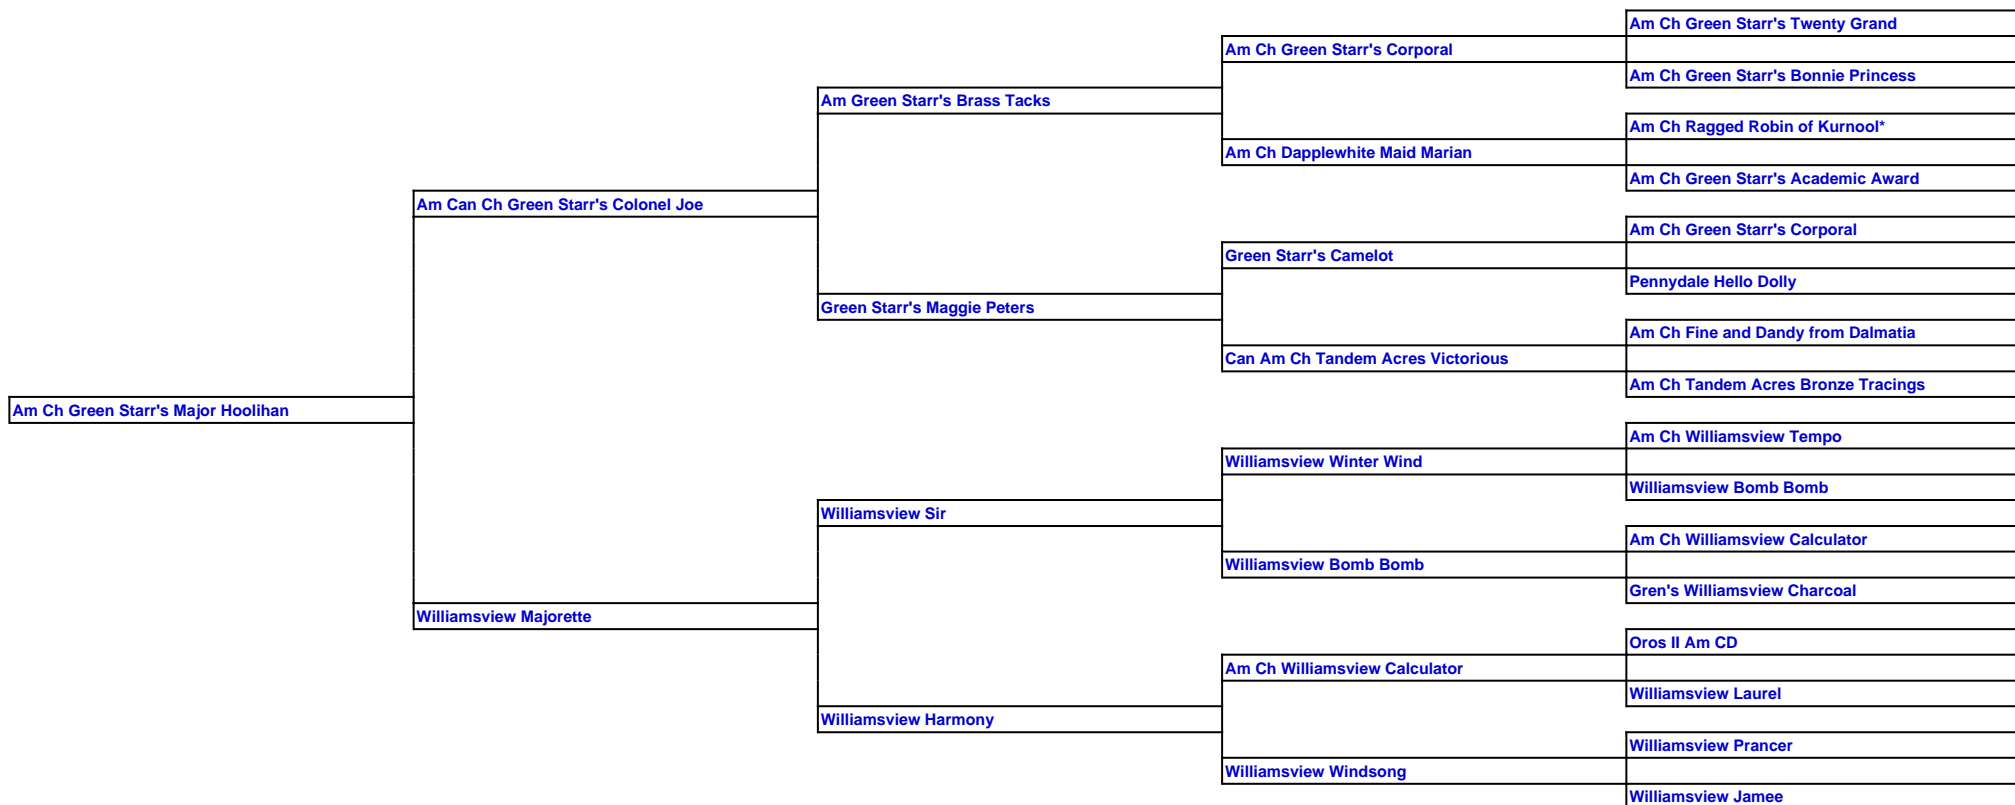 Am Ch Green Starr's Twenty Grand
Am Ch Green Starr's Corporal
Am Ch Green Starr's Bonnie Princess
Am Green Starr's Brass Tacks
Am Ch Ragged Robin of Kurnool*
Am Ch Dapplewhite Maid Marian
Am Ch Green Starr's Academic Award
Am Can Ch Green Starr's Colonel Joe
Am Ch Green Starr's Corporal
Green Starr's Camelot
Pennydale Hello Dolly
Green Starr's Maggie Peters
Am Ch Fine and Dandy from Dalmatia
Can Am Ch Tandem Acres Victorious
Am Ch Tandem Acres Bronze Tracings
Am Ch Green Starr's Major Hoolihan
Am Ch Williamsview Tempo
Williamsview Winter Wind
Williamsview Bomb Bomb
Williamsview Sir
Am Ch Williamsview Calculator
Williamsview Bomb Bomb
Gren's Williamsview Charcoal
Williamsview Majorette
Oros II Am CD
Am Ch Williamsview Calculator
Williamsview Laurel
Williamsview Harmony
Williamsview Prancer
Williamsview Windsong
Williamsview Jamee